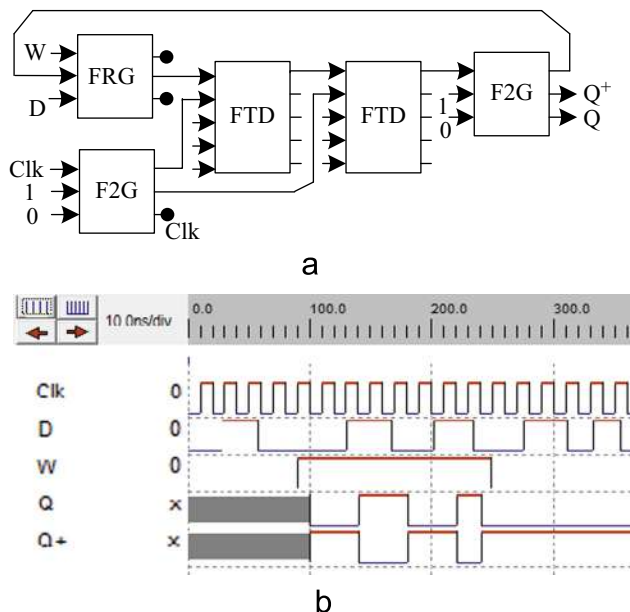 W
FRG
D
FTD
FTD
F2G
1
0
Q+
Q
Clk
1
0
F2G
Clk
a
10.0ns/div
0.0
100.0
200.0
300.0
Clk 0
D 0
W 0
Q x
Q+ x
b